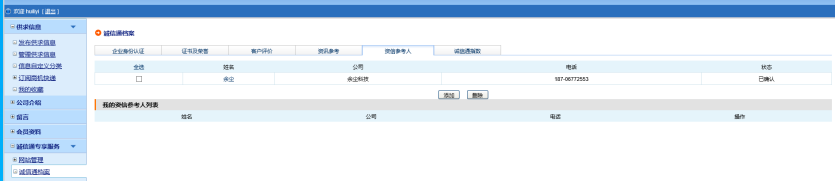 欢迎 huiliyi [ 退出 ]
供求信息
发布供求信息
管理供求信息
信息自定义分类
订阅商机快递
我的收藏
公司介绍
留言
会员资料
诚信通专享服务
网站管理
诚信通档案
诚信通档案
企业身份认证 证书及荣誉 客户评价 资讯参考 资信参考人 诚信通指数
全选 姓名 公司 电话 状态
余尘 余尘科技 187-06772553 已确认
添加 删除
我的资信参考人列表
姓名 公司 电话 操作